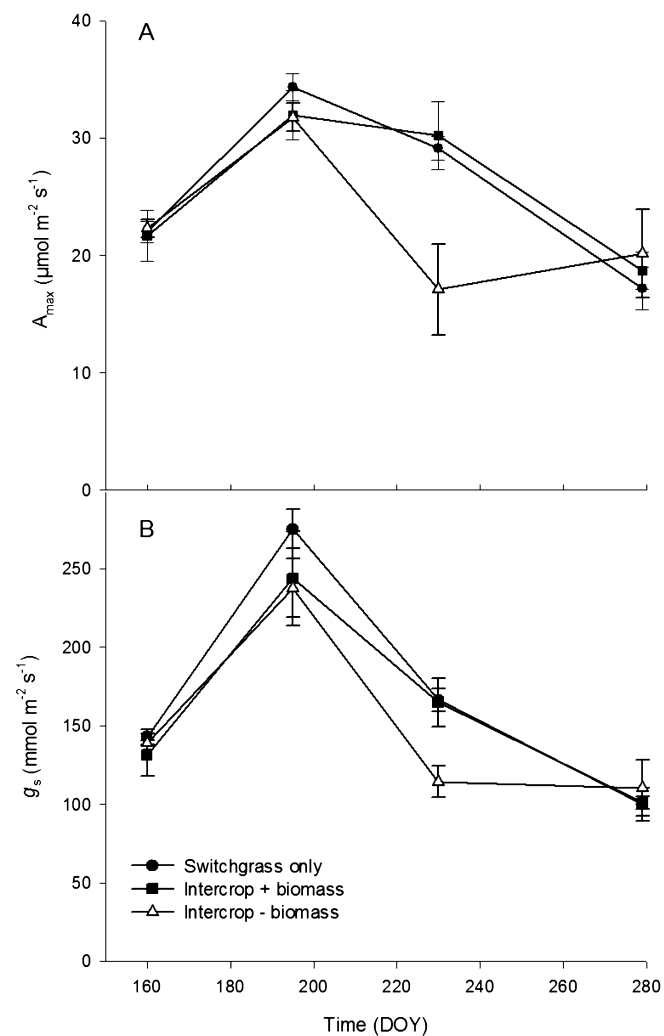 A
40
30
20
10
0
Amax (µmol m-2 s-1)
B
250
200
150
100
50
0
gs (mmol m-2 s-1)
Switchgrass only
Intercrop + biomass
Intercrop - biomass
160 180 200 220 240 260 280
Time (DOY)